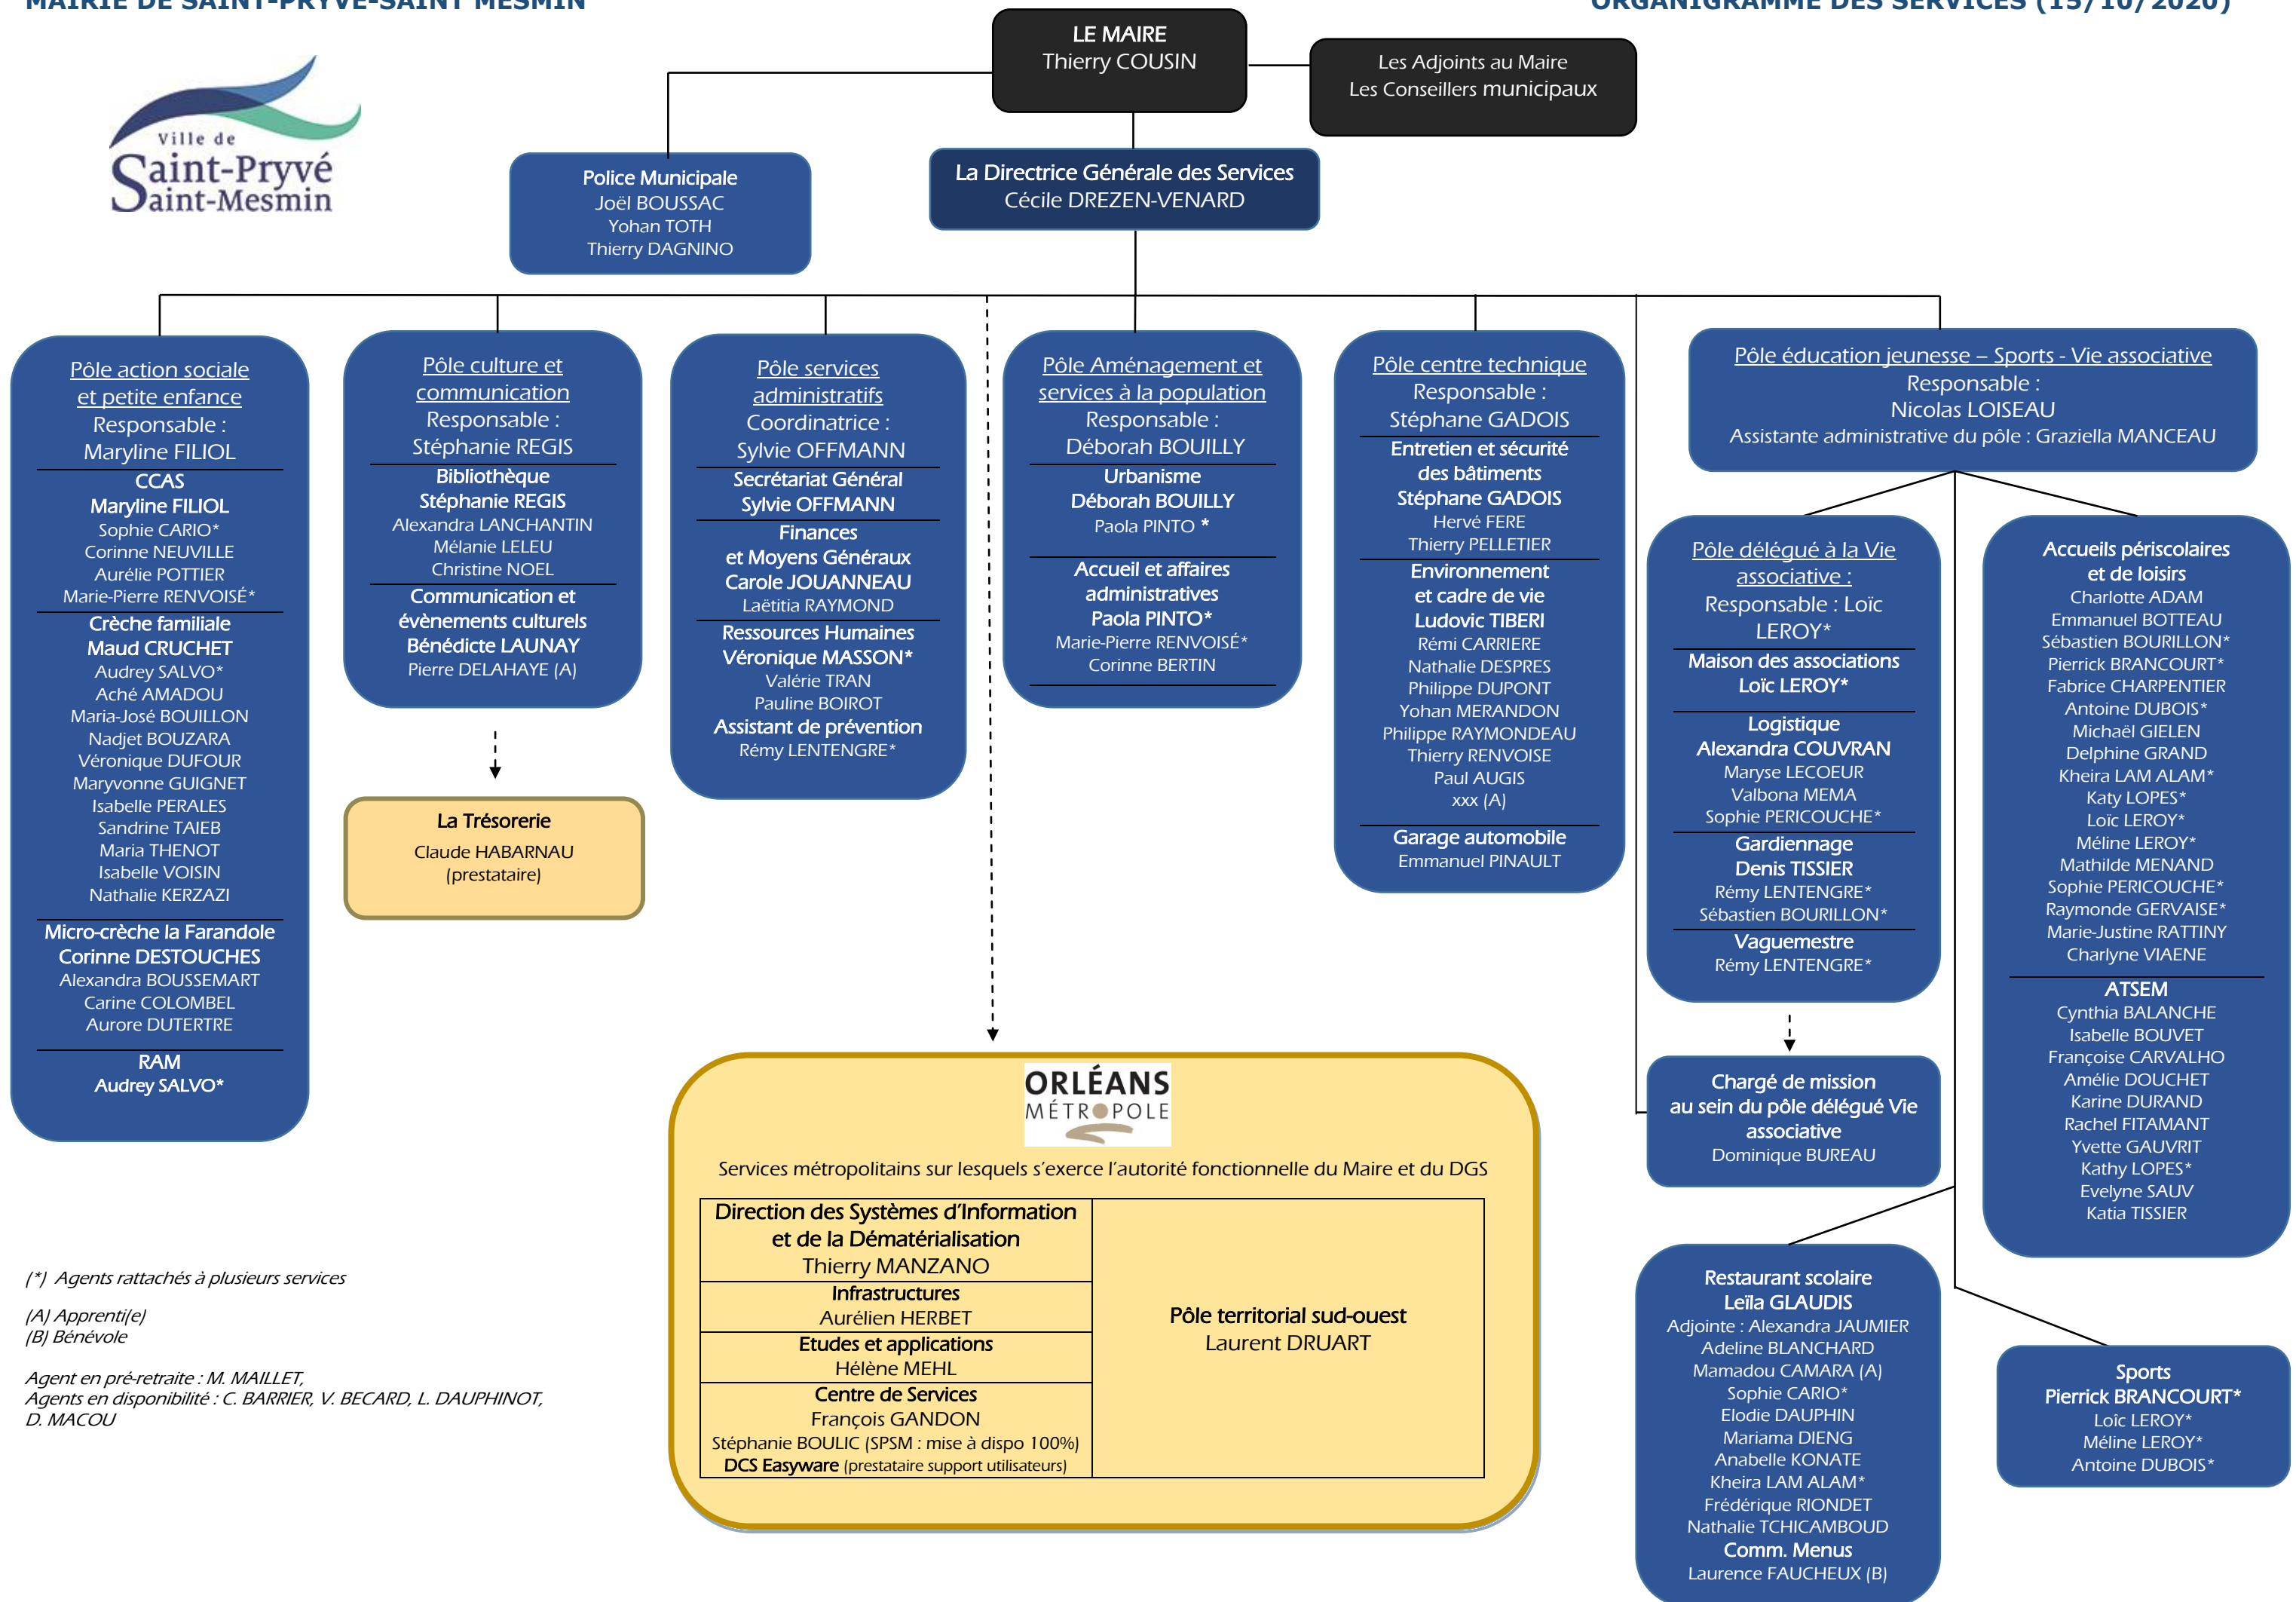 MAIRIE DE SAINT-PRYVE-SAINT MESMIN
ORGANIGRAMME DES SERVICES (15/10/2020)
Ville de
Saint-Pryvé
Saint-Mesmin
LE MAIRE
Thierry COUSIN
Les Adjoints au Maire
Les Conseillers municipaux
Police Municipale
Joël BOUSSAC
Yohan TOTH
Thierry DAGNINO
La Directrice Générale des Services
Cécile DREZEN-VENARD
Pôle action sociale
et petite enfance
Responsable :
Maryline FILIOL
CCAS
Maryline FILIOL
Sophie CARIO*
Corinne NEUVILLE
Aurélie POTTIER
Marie-Pierre RENVOISÉ*
Crèche familiale
Maud CRUCHET
Audrey SALVO*
Aché AMADOU
Maria-José BOUILLON
Nadjet BOUZARA
Véronique DUFOUR
Maryvonne GUIGNET
Isabelle PERALES
Sandrine TAIEB
Maria THENOT
Isabelle VOISIN
Nathalie KERZAZI
Micro-crèche la Farandole
Corinne DESTOUCHES
Alexandra BOUSSEMART
Carine COLOMBEL
Aurore DUTERTRE
RAM
Audrey SALVO*
Pôle culture et
communication
Responsable :
Stéphanie REGIS
Bibliothèque
Stéphanie REGIS
Alexandra LANCHANTIN
Mélanie LELEU
Christine NOEL
Communication et
évènements culturels
Bénédicte LAUNAY
Pierre DELAHAYE (A)
La Trésorerie
Claude HABARNAU
(prestataire)
Pôle services
administratifs
Coordinatrice :
Sylvie OFFMANN
Secrétariat Général
Sylvie OFFMANN
Finances
et Moyens Généraux
Carole JOUANNEAU
Laëtitia RAYMOND
Ressources Humaines
Véronique MASSON*
Valérie TRAN
Pauline BOIROT
Assistant de prévention
Rémy LENTENGRE*
Pôle Aménagement et
services à la population
Responsable :
Déborah BOUILLY
Urbanisme
Déborah BOUILLY
Paola PINTO *
Accueil et affaires
administratives
Paola PINTO*
Marie-Pierre RENVOISÉ*
Corinne BERTIN
Pôle centre technique
Responsable :
Stéphane GADOIS
Entretien et sécurité
des bâtiments
Stéphane GADOIS
Hervé FERE
Thierry PELLETIER
Environnement
et cadre de vie
Ludovic TIBERI
Rémi CARRIERE
Nathalie DESPRES
Philippe DUPONT
Yohan MERANDON
Philippe RAYMONDEAU
Thierry RENVOISE
Paul AUGIS
xxx (A)
Garage automobile
Emmanuel PINAULT
Pôle éducation jeunesse – Sports - Vie associative
Responsable :
Nicolas LOISEAU
Assistante administrative du pôle : Graziella MANCEAU
Pôle délégué à la Vie
associative :
Responsable : Loïc
LEROY*
Maison des associations
Loïc LEROY*
Logistique
Alexandra COUVRAN
Maryse LECOEUR
Valbona MEMA
Sophie PERICOUCHE*
Gardiennage
Denis TISSIER
Rémy LENTENGRE*
Sébastien BOURILLON*
Vaguemestre
Rémy LENTENGRE*
Chargé de mission
au sein du pôle délégué Vie
associative
Dominique BUREAU
Accueils périscolaires
et de loisirs
Charlotte ADAM
Emmanuel BOTTEAU
Sébastien BOURILLON*
Pierrick BRANCOURT*
Fabrice CHARPENTIER
Antoine DUBOIS*
Michaël GIELEN
Delphine GRAND
Kheira LAM ALAM*
Katy LOPES*
Loïc LEROY*
Méline LEROY*
Mathilde MENAND
Sophie PERICOUCHE*
Raymonde GERVAISE*
Marie-Justine RATTINY
Charlyne VIAENE
ATSEM
Cynthia BALANCHE
Isabelle BOUVET
Françoise CARVALHO
Amélie DOUCHET
Karine DURAND
Rachel FITAMANT
Yvette GAUVRIT
Kathy LOPES*
Evelyne SAUV
Katia TISSIER
Restaurant scolaire
Leïla GLAUDIS
Adjointe : Alexandra JAUMIER
Adeline BLANCHARD
Mamadou CAMARA (A)
Sophie CARIO*
Elodie DAUPHIN
Mariama DIENG
Anabelle KONATE
Kheira LAM ALAM*
Frédérique RIONDET
Nathalie TCHICAMBOUD
Comm. Menus
Laurence FAUCHEUX (B)
Sports
Pierrick BRANCOURT*
Loïc LEROY*
Méline LEROY*
Antoine DUBOIS*
ORLÉANS
MÉTROPOLE
Services métropolitains sur lesquels s’exerce l’autorité fonctionnelle du Maire et du DGS
Direction des Systèmes d’Information
et de la Dématérialisation
Thierry MANZANO
Infrastructures
Aurélien HERBET
Etudes et applications
Hélène MEHL
Centre de Services
François GANDON
Stéphanie BOULIC (SPSM : mise à dispo 100%)
DCS Easyware (prestataire support utilisateurs)
Pôle territorial sud-ouest
Laurent DRUART
(*) Agents rattachés à plusieurs services
(A) Apprenti(e)
(B) Bénévole
Agent en pré-retraite : M. MAILLET,
Agents en disponibilité : C. BARRIER, V. BECARD, L. DAUPHINOT,
D. MACOU